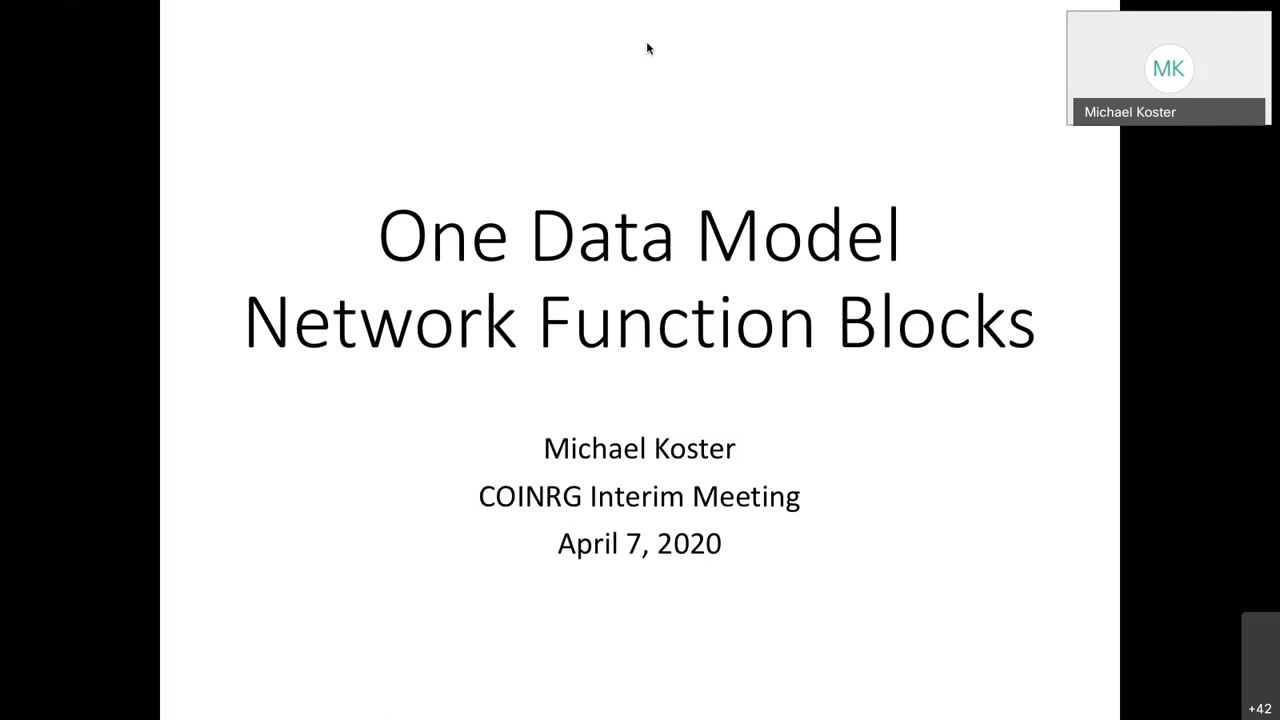 MK
Michael Koster
One Data Model
Network Function Blocks
Michael Koster
COINRG Interim Meeting
April 7, 2020
+42